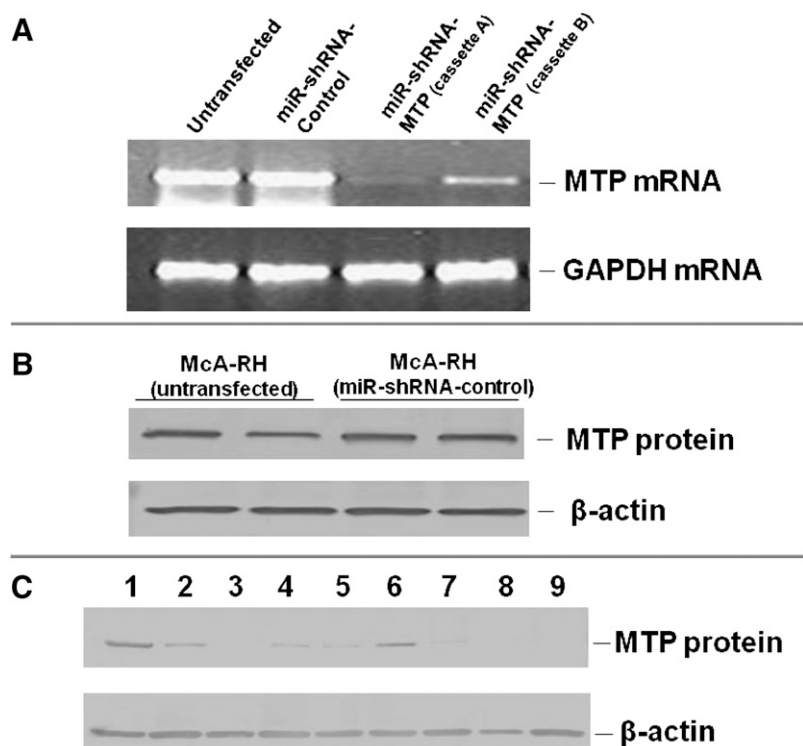 A
Untransfected
miR-shRNA-
Control
miR-shRNA-
MTP (cassette A)
miR-shRNA-
MTP (cassette B)
– MTP mRNA
– GAPDH mRNA
B
McA-RH
(untransfected)
McA-RH
(miR-shRNA-control)
– MTP protein
– β-actin
C
1 2 3 4 5 6 7 8 9
– MTP protein
– β-actin